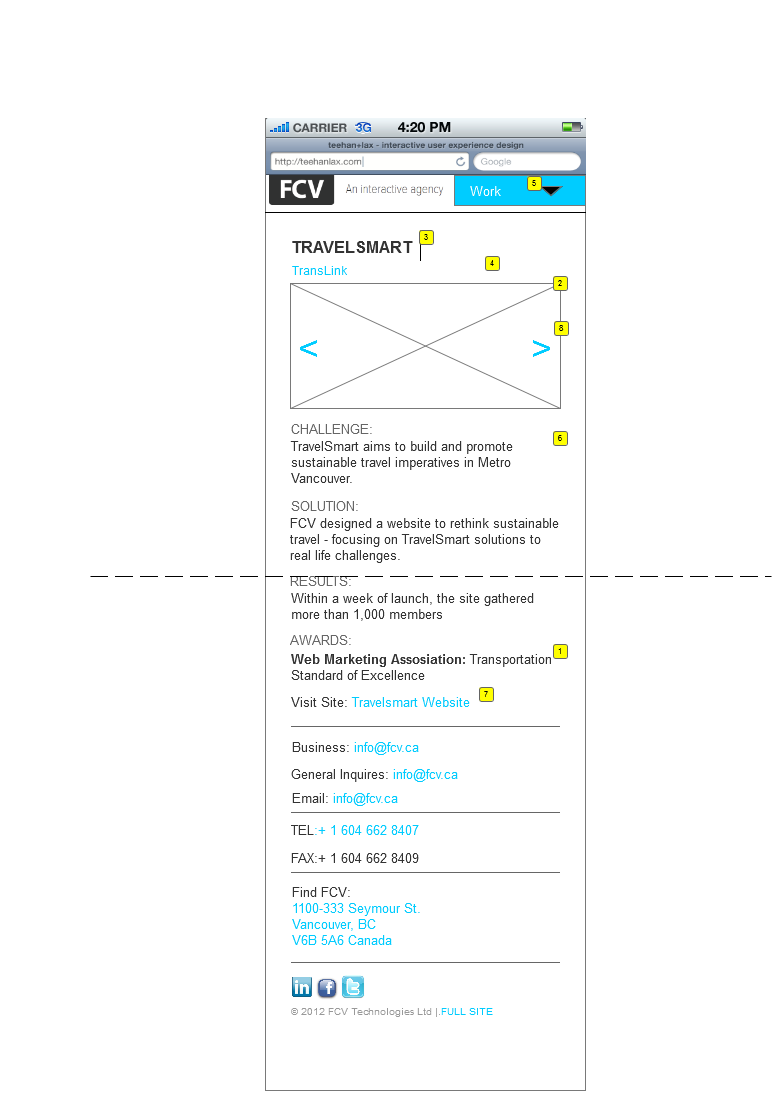 CARRIER 3G 4:20 PM
teehan+lax - interactive user experience design
http://teehanlax.com Google
FCV An interactive agency Work 5
TRAVELSMART 3
TransLink 4
2
8
< >
CHALLENGE:
6
TravelSmart aims to build and promote
sustainable travel imperatives in Metro
Vancouver.
SOLUTION:
FCV designed a website to rethink sustainable
travel - focusing on TravelSmart solutions to
real life challenges.
RESULTS:
Within a week of launch, the site gathered
more than 1,000 members
AWARDS:
Web Marketing Assosiation: Transportation 1
Standard of Excellence
Visit Site: Travelsmart Website 7
Business: info@fcv.ca
General Inquires: info@fcv.ca
Email: info@fcv.ca
TEL:+ 1 604 662 8407
FAX:+ 1 604 662 8409
Find FCV:
1100-333 Seymour St.
Vancouver, BC
V6B 5A6 Canada
in f t
© 2012 FCV Technologies Ltd |.FULL SITE